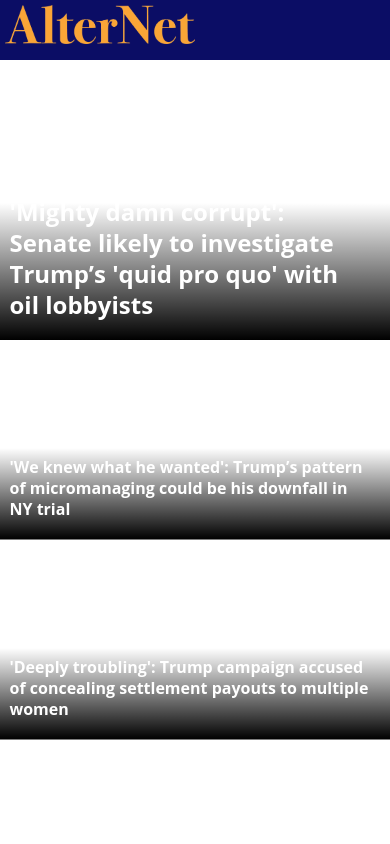 AlterNet
'Mighty damn corrupt':
Senate likely to investigate
Trump’s 'quid pro quo' with
oil lobbyists
'We knew what he wanted': Trump’s pattern
of micromanaging could be his downfall in
NY trial
'Deeply troubling': Trump campaign accused
of concealing settlement payouts to multiple
women